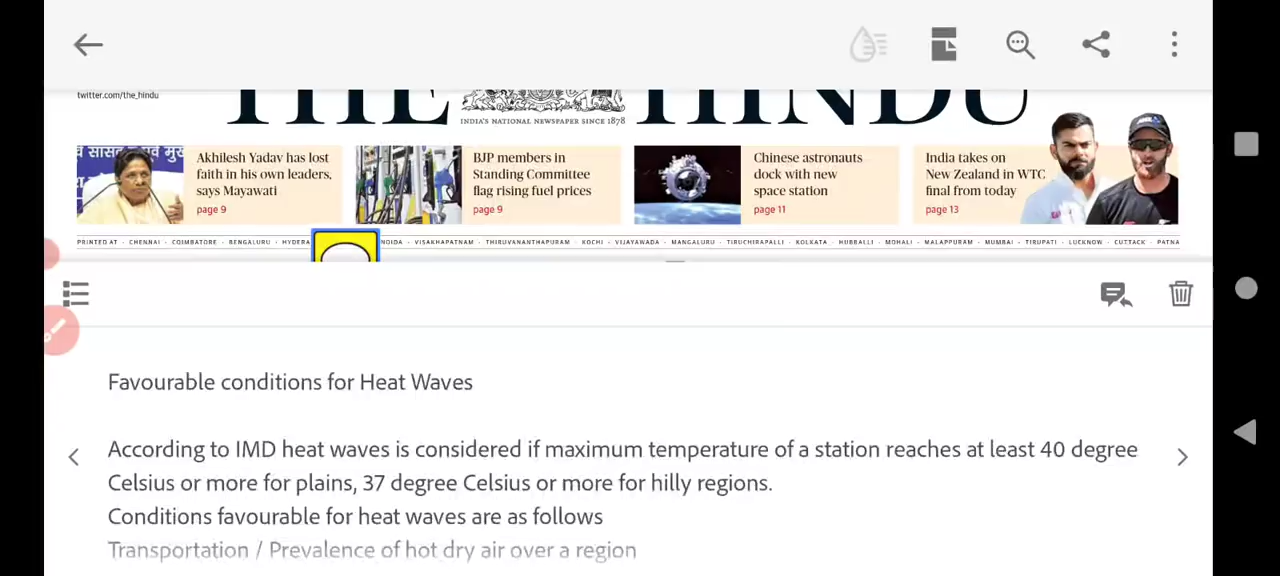 twitter.com/the_hindu
THE HINDU
INDIA'S NATIONAL NEWSPAPER SINCE 1878
Akhilesh Yadav has lost
faith in his own leaders,
says Mayawati
page 9
BJP members in
Standing Committee
flag rising fuel prices
page 9
Chinese astronauts
dock with new
space station
page 11
India takes on
New Zealand in WTC
final from today
page 13
PRINTED AT · CHENNAI · COIMBATORE · BENGALURU · HYDERA NOIDA · VISAKHAPATNAM · THIRUVANANTHAPURAM · KOCHI · VIJAYAWADA · MANGALURU · TIRUCHIRAPALLI · KOLKATA · HUBBALLI · MOHALI · MALAPPURAM · MUMBAI · TIRUPATI · LUCKNOW · CUTTACK · PATNA
Favourable conditions for Heat Waves
According to IMD heat waves is considered if maximum temperature of a station reaches at least 40 degree
Celsius or more for plains, 37 degree Celsius or more for hilly regions.
Conditions favourable for heat waves are as follows
Transportation / Prevalence of hot dry air over a region